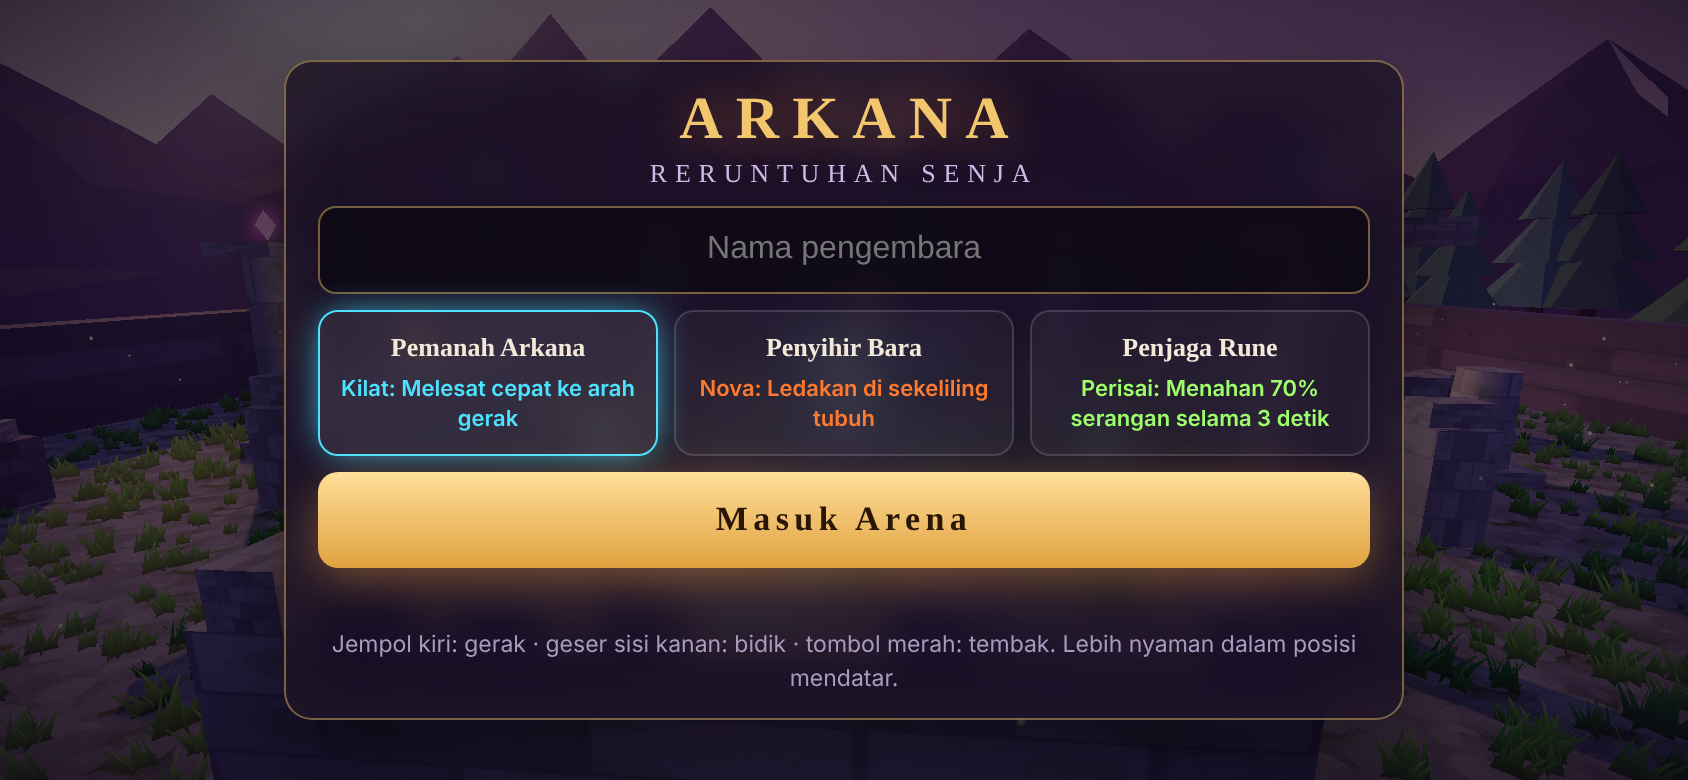 ARKANA
RERUNTUHAN SENJA
Nama pengembara
Pemanah Arkana
Kilat: Melesat cepat ke arah
gerak
Penyihir Bara
Nova: Ledakan di sekeliling
tubuh
Penjaga Rune
Perisai: Menahan 70%
serangan selama 3 detik
Masuk Arena
Jempol kiri: gerak · geser sisi kanan: bidik · tombol merah: tembak. Lebih nyaman dalam posisi
mendatar.